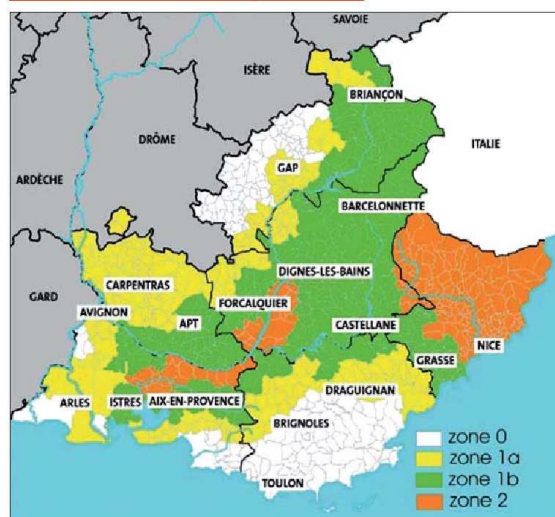 SAVOIE
ISÈRE
BRIANÇON
DRÔME
ITALIE
GAP
ARDÈCHE
BARCELONNETTE
DIGNES-LES-BAINS
CARPENTRAS
GARD
FORCALQUIER
AVIGNON
APT
CASTELLANE
NICE
GRASSE
DRAGUIGNAN
ARLES
ISTRES
AIX-EN-PROVENCE
BRIGNOLES
TOULON
zone 0
zone 1a
zone 1b
zone 2